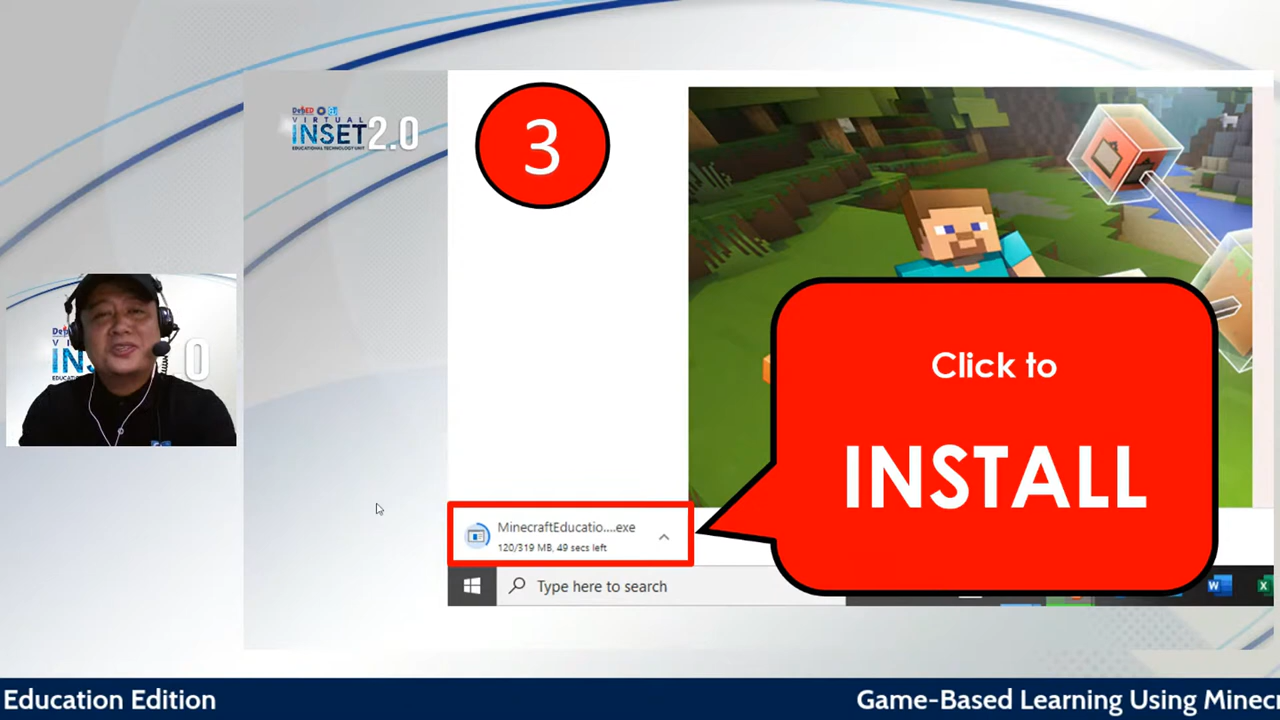 DepED
VIRTUAL
INSET 2.0
EDUCATIONAL TECHNOLOGY UNIT
3
Click to
INSTALL
MinecraftEducatio....exe
120/319 MB, 49 secs left
Type here to search
W
X
Education Edition
Game-Based Learning Using Minecr